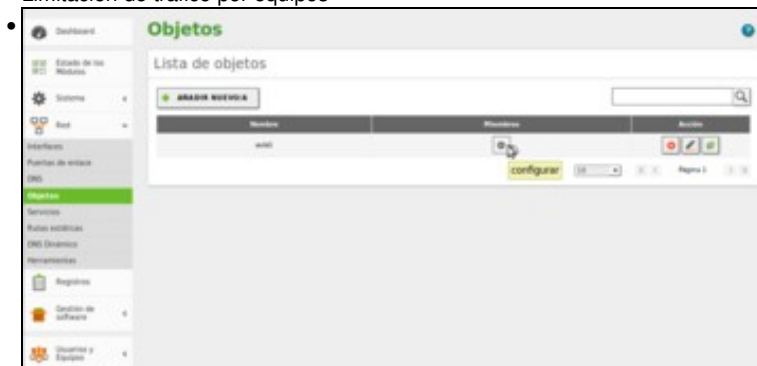 Limitación de tráfico por equipos
Dashboard
Estado de los Módulos
Sistema
Red
Interfaces
Puertas de enlace
DNS
Objetos
Servicios
Rutas estáticas
DNS Dinámico
Herramientas
Registros
Gestión de software
Usuarios y Equipos
Objetos
Lista de objetos
AÑADIR NUEVO/A
Nombre Miembros Acción
configurar 10 Página 1